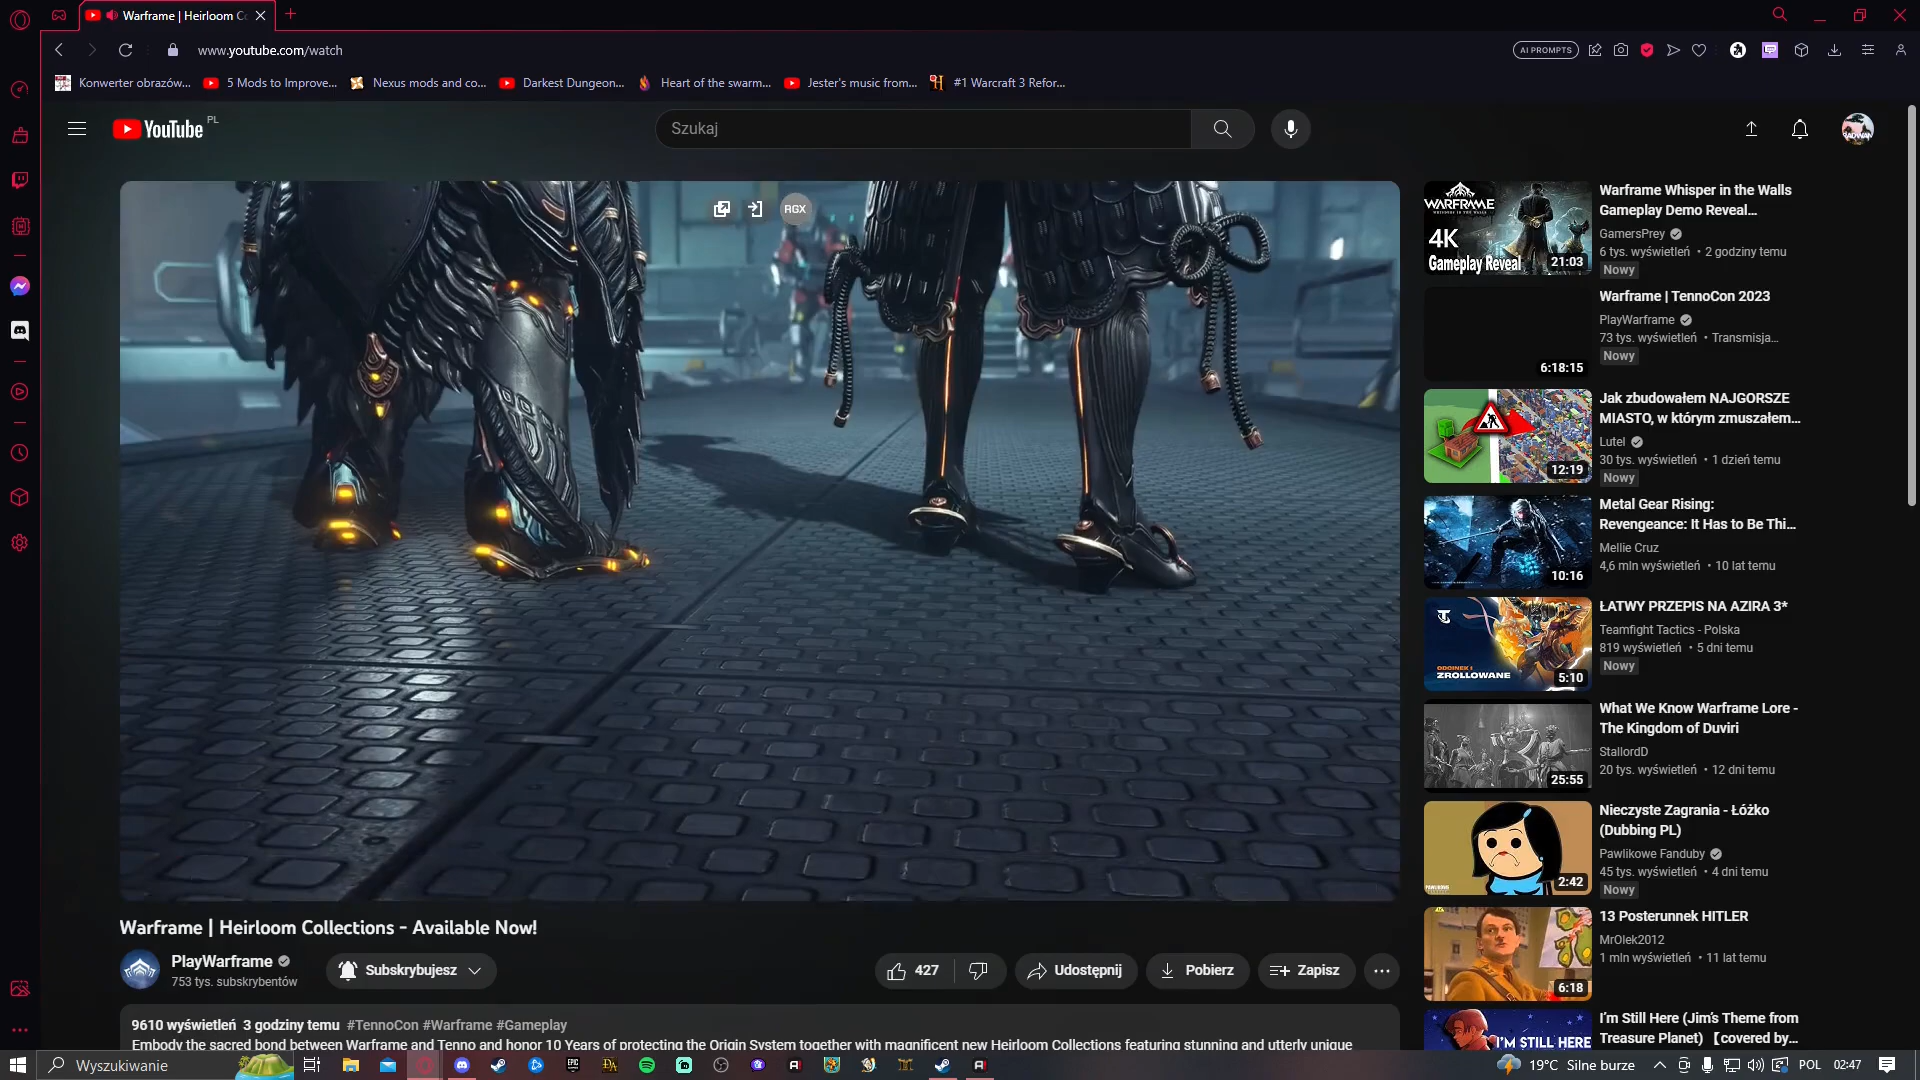 Warframe | Heirloom Co
www.youtube.com/watch
AI PROMPTS
Konwerter obrazów...
5 Mods to Improve...
Nexus mods and co...
Darkest Dungeon...
Heart of the swarm...
Jester's music from...
#1 Warcraft 3 Refor...
YouTube PL
Szukaj
RGX
Warframe | Heirloom Collections - Available Now!
PlayWarframe
753 tys. subskrybentów
Subskrybujesz
427
Udostępnij
Pobierz
Zapisz
9610 wyświetleń 3 godziny temu #TennoCon #Warframe #Gameplay
Embody the sacred bond between Warframe and Tenno and honor 10 Years of protecting the Origin System together with magnificent new Heirloom Collections featuring stunning and utterly unique
WARFRAME
4K
Gameplay Reveal
21:03
Warframe Whisper in the Walls
Gameplay Demo Reveal...
GamersPrey
6 tys. wyświetleń • 2 godziny temu
Nowy
6:18:15
Warframe | TennoCon 2023
PlayWarframe
73 tys. wyświetleń • Transmisja...
Nowy
12:19
Jak zbudowałem NAJGORSZE
MIASTO, w którym zmuszałem...
Lutel
30 tys. wyświetleń • 1 dzień temu
Nowy
10:16
Metal Gear Rising:
Revengeance: It Has to Be Thi...
Mellie Cruz
4,6 mln wyświetleń • 10 lat temu
ODCINEK 1
ZROLLOWANE
5:10
ŁATWY PRZEPIS NA AZIRA 3*
Teamfight Tactics - Polska
819 wyświetleń • 5 dni temu
Nowy
25:55
What We Know Warframe Lore -
The Kingdom of Duviri
StallordD
20 tys. wyświetleń • 12 dni temu
2:42
Nieczyste Zagrania - Łóżko
(Dubbing PL)
Pawlikowe Fanduby
45 tys. wyświetleń • 4 dni temu
Nowy
6:18
13 Posterunnek HITLER
MrOlek2012
1 mln wyświetleń • 11 lat temu
I'M STILL HERE
I'm Still Here (Jim's Theme from
Treasure Planet) 【covered by...
Wyszukiwanie
19°C Silne burze
POL
02:47